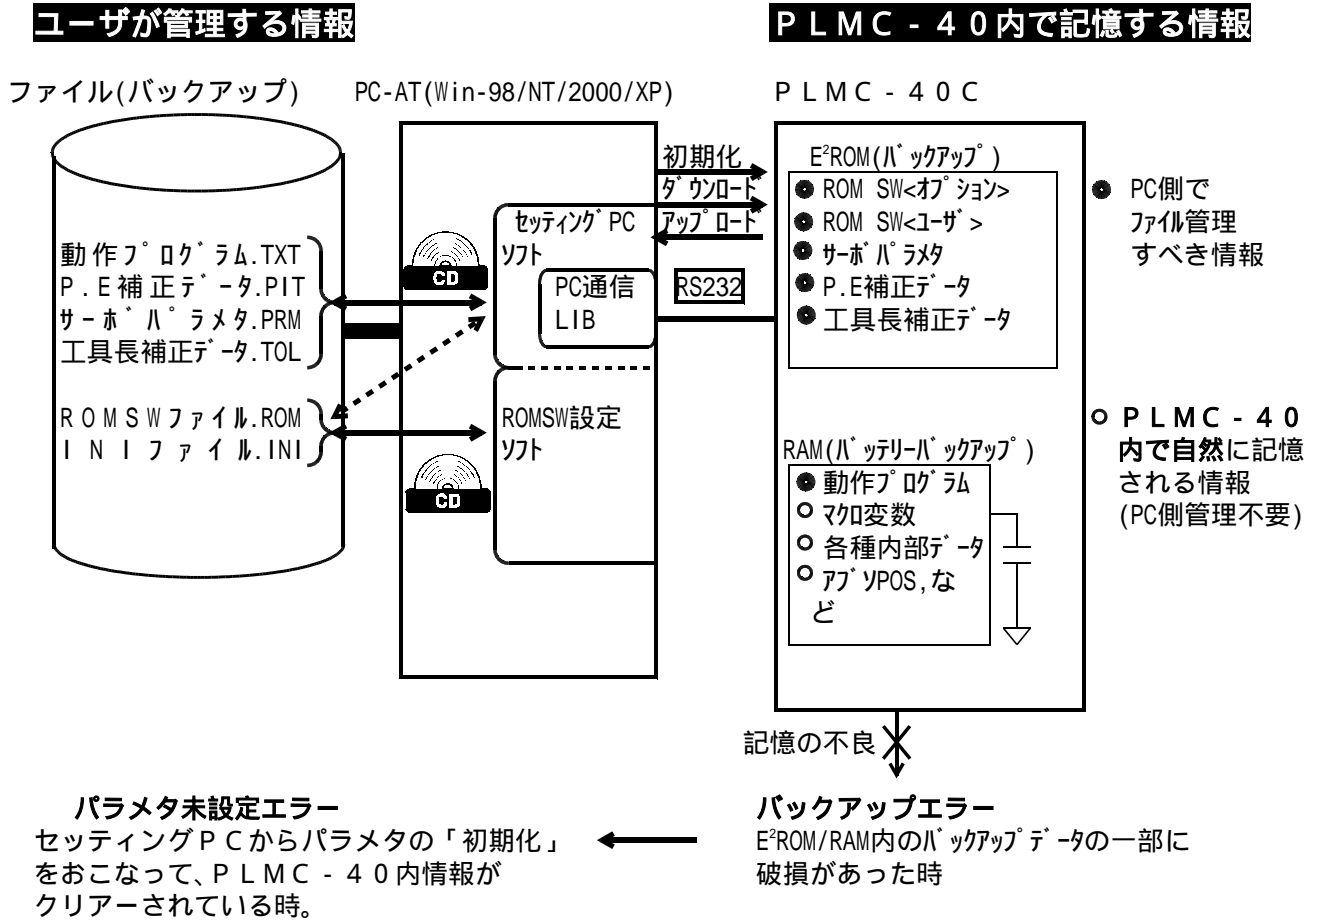 ユーザが管理する情報
ＰＬＭＣ－４０内で記憶する情報
ファイル(バックアップ)
PC-AT(Win-98/NT/2000/XP)
ＰＬＭＣ－４０Ｃ
動作ﾌﾟﾛｸﾞﾗﾑ.TXT
P.E補正ﾃﾞｰﾀ.PIT
ｻｰﾎﾞﾊﾟﾗﾒﾀ.PRM
工具長補正ﾃﾞｰﾀ.TOL
ＲＯＭＳＷファイル.ROM
ＩＮＩファイル.INI
CD
CD
ｾｯﾃｨﾝｸﾞPC
ｿﾌﾄ
PC通信
LIB
ROMSW設定
ｿﾌﾄ
初期化
ﾀﾞｳﾝﾛｰﾄﾞ
ｱｯﾌﾟﾛｰﾄﾞ
RS232
E²ROM(ﾊﾞｯｸｱｯﾌﾟ)
● ROM SW<ｵﾌﾟｼｮﾝ>
● ROM SW<ﾕｰｻﾞ>
● ｻｰﾎﾞﾊﾟﾗﾒﾀ
● P.E補正ﾃﾞｰﾀ
● 工具長補正ﾃﾞｰﾀ
RAM(ﾊﾞｯﾃﾘｰﾊﾞｯｸｱｯﾌﾟ)
● 動作ﾌﾟﾛｸﾞﾗﾑ
○ ﾏｸﾛ変数
○ 各種内部ﾃﾞｰﾀ
○ ｱﾌﾞｿPOS,な
ど
● PC側で
ﾌｧｲﾙ管理
すべき情報
○ ＰＬＭＣ－４０
内で自然に記憶
される情報
(PC側管理不要)
記憶の不良
パラメタ未設定エラー
セッティングＰＣからパラメタの「初期化」
をおこなって、ＰＬＭＣ－４０内情報が
クリアーされている時。
バックアップエラー
E²ROM/RAM内のﾊﾞｯｸｱｯﾌﾟﾃﾞｰﾀの一部に
破損があった時